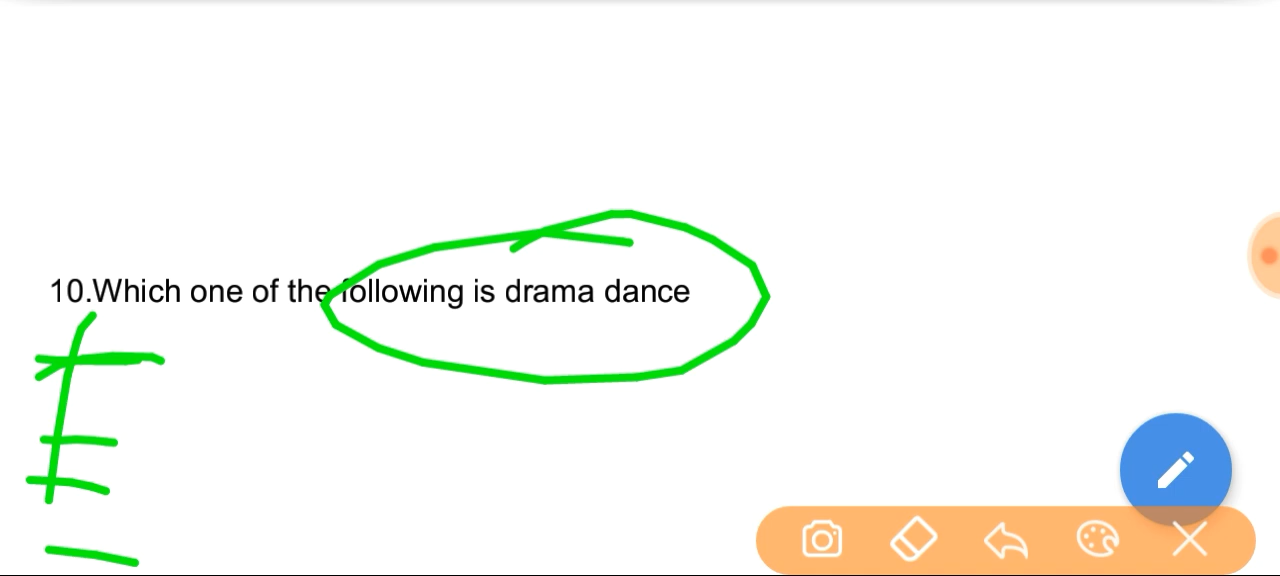 10.Which one of the following is drama dance